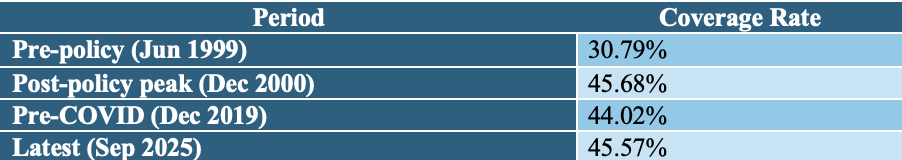 Period Coverage Rate
Pre-policy (Jun 1999) 30.79%
Post-policy peak (Dec 2000) 45.68%
Pre-COVID (Dec 2019) 44.02%
Latest (Sep 2025) 45.57%